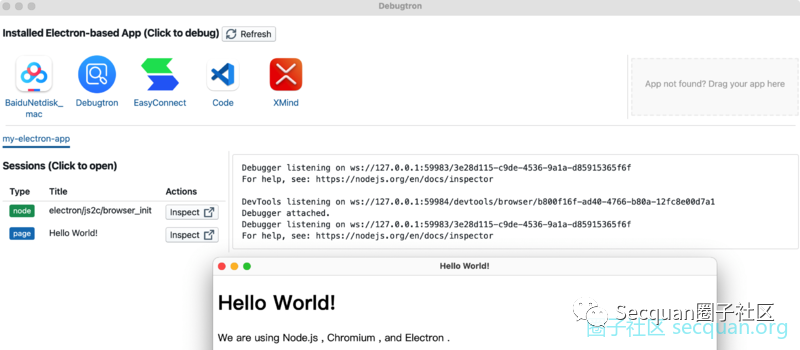 Debugtron
Installed Electron-based App (Click to debug)
Refresh
BaiduNetdisk_
mac
Debugtron
EasyConnect
Code
XMind
App not found? Drag your app here
my-electron-app
Sessions (Click to open)
Type Title Actions
node electron/js2c/browser_init Inspect
page Hello World! Inspect
Debugger listening on ws://127.0.0.1:59983/3e28d115-c9de-4536-9a1a-d85915365f6f
For help, see: https://nodejs.org/en/docs/inspector
DevTools listening on ws://127.0.0.1:59984/devtools/browser/b800f16f-ad40-4766-b80a-12fc8e00d7a1
Debugger attached.
Debugger listening on ws://127.0.0.1:59983/3e28d115-c9de-4536-9a1a-d85915365f6f
For help, see: https://nodejs.org/en/docs/inspector
Hello World!
Hello World!
We are using Node.js , Chromium , and Electron .
Secquan圈子社区
圈子社区 secquan.org